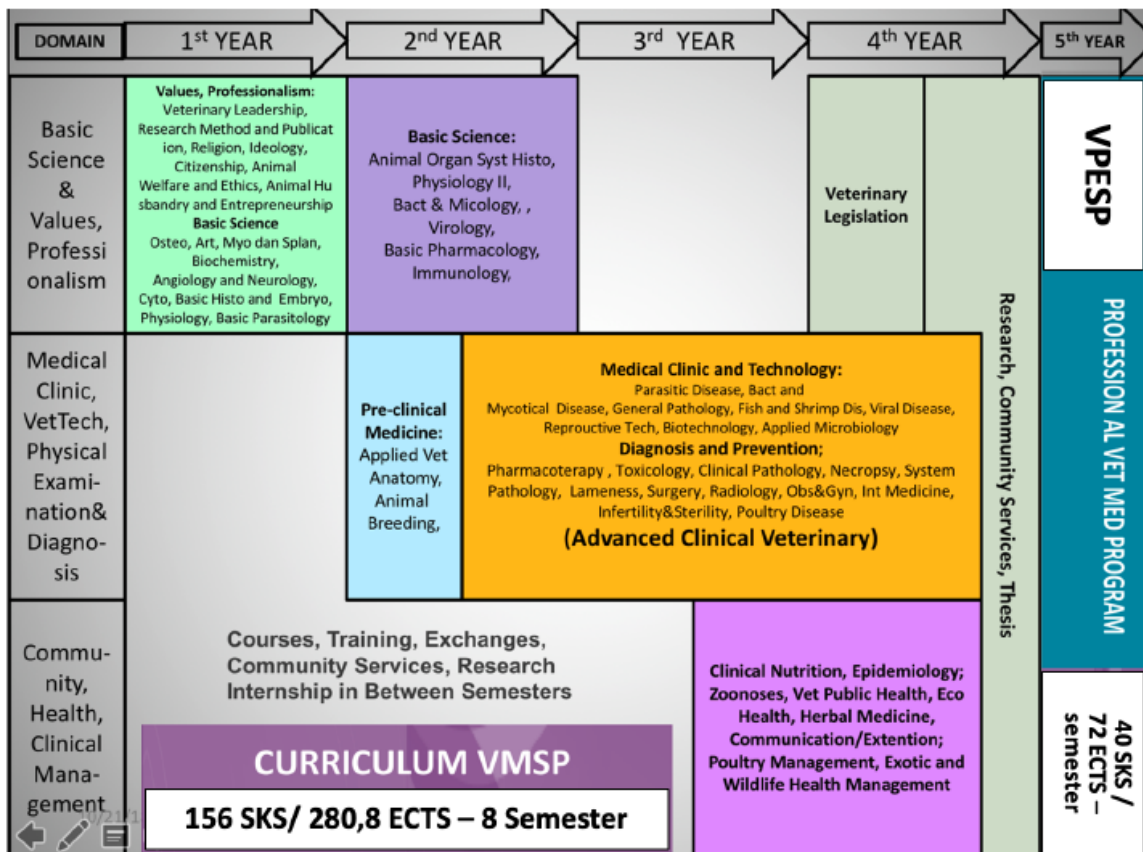 DOMAIN
1st YEAR
2nd YEAR
3rd YEAR
4th YEAR
5th YEAR
Basic
Science
&
Values,
Professi
onalism
Values, Professionalism:
Veterinary Leadership,
Research Method and Publicat
ion, Religion, Ideology,
Citizenship, Animal
Welfare and Ethics, Animal Hu
sbandry and Entrepreneurship
Basic Science
Osteo, Art, Myo dan Splan,
Biochemistry,
Angiology and Neurology,
Cyto, Basic Histo and Embryo,
Physiology, Basic Parasitology
Basic Science:
Animal Organ Syst Histo,
Physiology II,
Bact & Micology, ,
Virology,
Basic Pharmacology,
Immunology,
Veterinary
Legislation
Research, Community Services, Thesis
VPESP
PROFESSION AL VET MED PROGRAM
40 SKS /
72 ECTS –
semester
Medical
Clinic,
VetTech,
Physical
Exami-
nation&
Diagno-
sis
Pre-clinical
Medicine:
Applied Vet
Anatomy,
Animal
Breeding,
Medical Clinic and Technology:
Parasitic Disease, Bact and
Mycotical Disease, General Pathology, Fish and Shrimp Dis, Viral Disease,
Reprouctive Tech, Biotechnology, Applied Microbiology
Diagnosis and Prevention;
Pharmacoterapy , Toxicology, Clinical Pathology, Necropsy, System
Pathology, Lameness, Surgery, Radiology, Obs&Gyn, Int Medicine,
Infertility&Sterility, Poultry Disease
(Advanced Clinical Veterinary)
Commu-
nity,
Health,
Clinical
Mana-
gement
Courses, Training, Exchanges,
Community Services, Research
Internship in Between Semesters
Clinical Nutrition, Epidemiology;
Zoonoses, Vet Public Health, Eco
Health, Herbal Medicine,
Communication/Extention;
Poultry Management, Exotic and
Wildlife Health Management
CURRICULUM VMSP
156 SKS/ 280,8 ECTS – 8 Semester